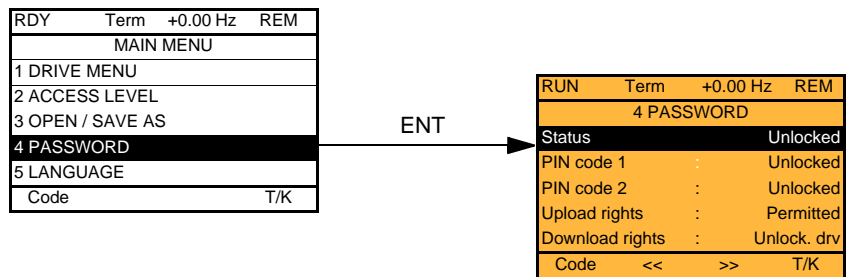 RDY Term +0.00 Hz REM
MAIN MENU
1 DRIVE MENU
2 ACCESS LEVEL
3 OPEN / SAVE AS
4 PASSWORD
5 LANGUAGE
Code T/K
ENT
RUN Term +0.00 Hz REM
4 PASSWORD
Status Unlocked
PIN code 1 : Unlocked
PIN code 2 : Unlocked
Upload rights : Permitted
Download rights : Unlock. drv
Code << >> T/K